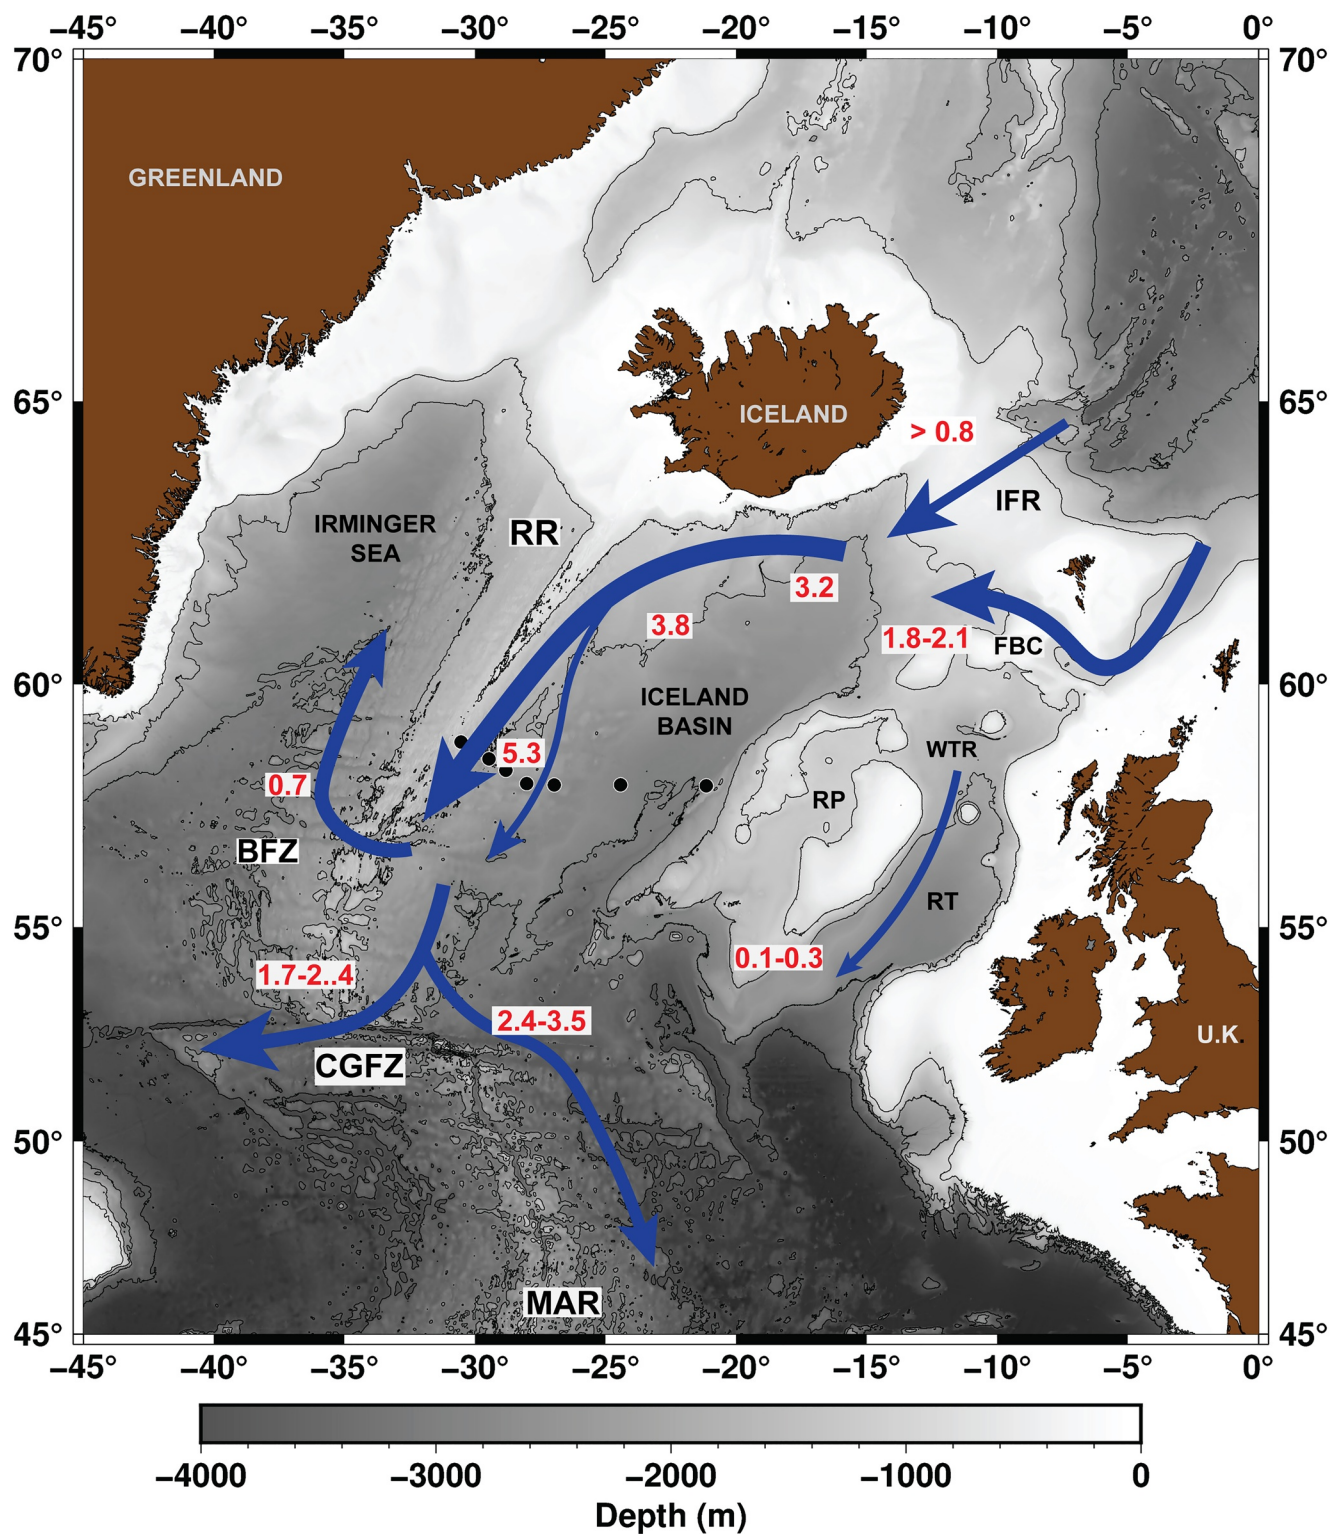 −45° −40° −35° −30° −25° −20° −15° −10° −5° 0°
70° 70°
GREENLAND
65° 65°
ICELAND
> 0.8
IFR
IRMINGER
SEA
RR
3.2
3.8
1.8-2.1
FBC
60° 60°
ICELAND
BASIN
WTR
5.3
0.7
RP
BFZ
RT
55° 55°
0.1-0.3
1.7-2..4
2.4-3.5
U.K.
CGFZ
50° 50°
MAR
45° 45°
−45° −40° −35° −30° −25° −20° −15° −10° −5° 0°
−4000 −3000 −2000 −1000 0
Depth (m)